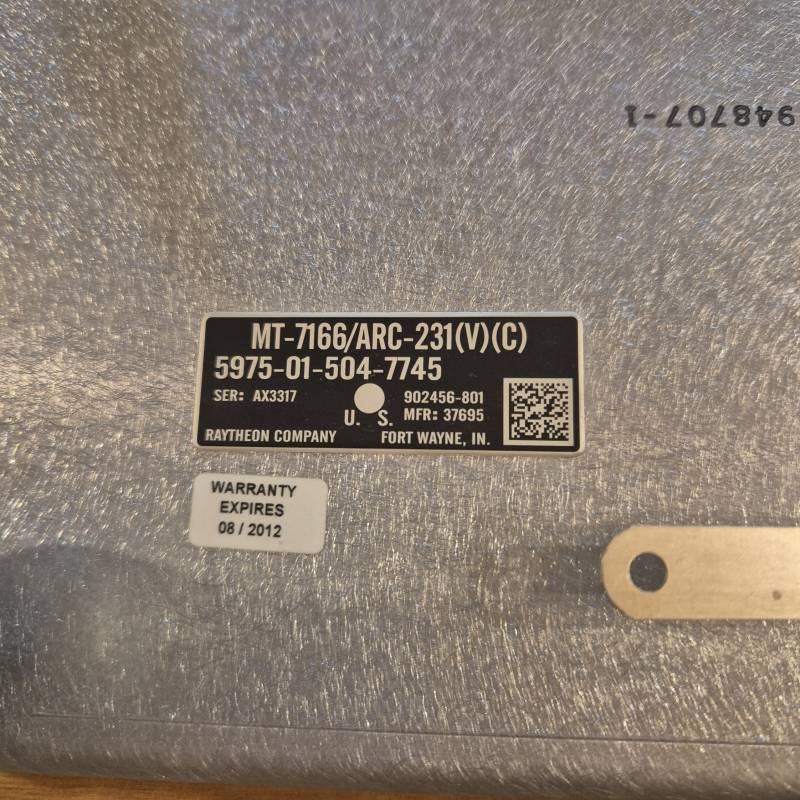 948707-1
MT-7166/ARC-231(V)(C)
5975-01-504-7745
SER: AX3317 902456-801
U. S. MFR: 37695
RAYTHEON COMPANY FORT WAYNE, IN.
WARRANTY
EXPIRES
08 / 2012